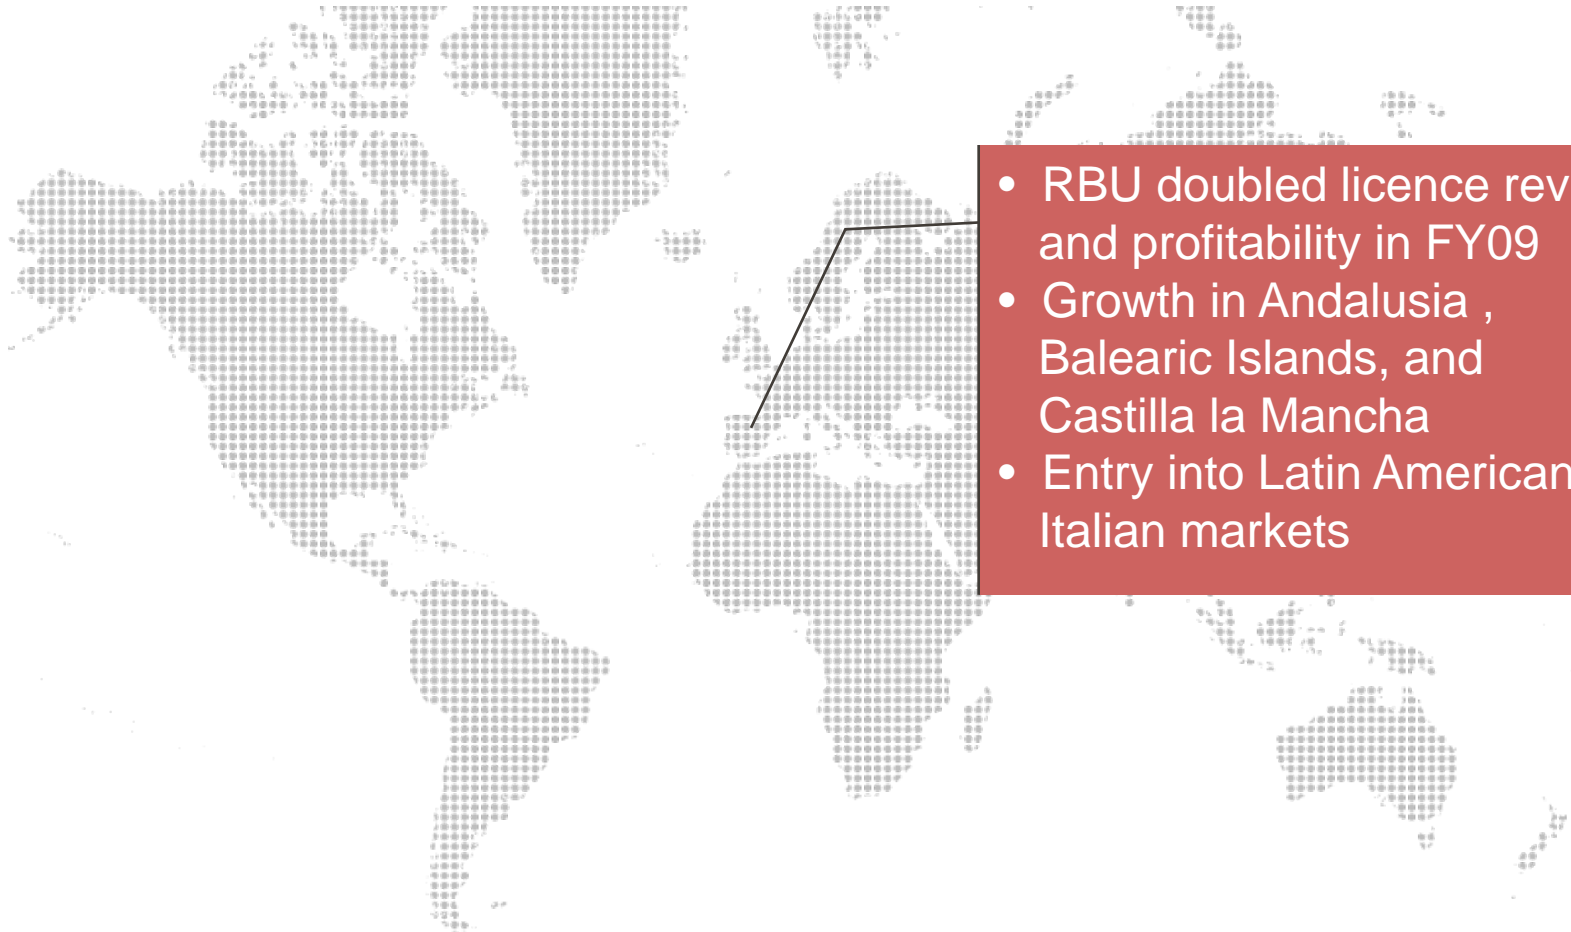 • RBU doubled licence rev
and profitability in FY09
• Growth in Andalusia ,
Balearic Islands, and
Castilla la Mancha
• Entry into Latin American
Italian markets